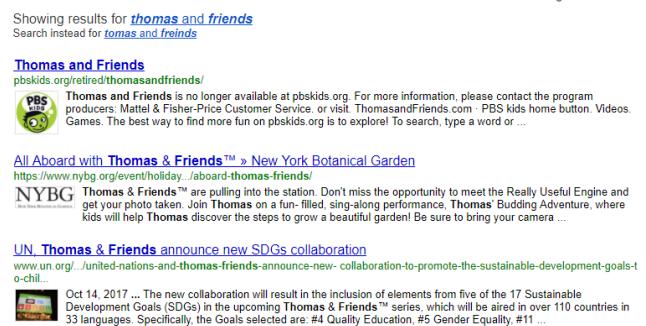 Showing results for thomas and friends
Search instead for tomas and freinds
Thomas and Friends
pbskids.org/retired/thomasandfriends/
PBS
KIDS
Thomas and Friends is no longer available at pbskids.org. For more information, please contact the program
producers: Mattel & Fisher-Price Customer Service. or visit. ThomasandFriends.com · PBS kids home button. Videos.
Games. The best way to find more fun on pbskids.org is to explore! To search, type a word or ...
All Aboard with Thomas & Friends™ » New York Botanical Garden
https://www.nybg.org/event/holiday.../aboard-thomas-friends/
NYBG
Thomas & Friends™ are pulling into the station. Don't miss the opportunity to meet the Really Useful Engine and
get your photo taken. Join Thomas on a fun- filled, sing-along performance, Thomas' Budding Adventure, where
kids will help Thomas discover the steps to grow a beautiful garden! Be sure to bring your camera ...
UN, Thomas & Friends announce new SDGs collaboration
www.un.org/.../united-nations-and-thomas-friends-announce-new- collaboration-to-promote-the-sustainable-development-goals-t
o-chil...
Oct 14, 2017 ... The new collaboration will result in the inclusion of elements from five of the 17 Sustainable
Development Goals (SDGs) in the upcoming Thomas & Friends™ series, which will be aired in over 110 countries in
33 languages. Specifically, the Goals selected are: #4 Quality Education, #5 Gender Equality, #11 ...